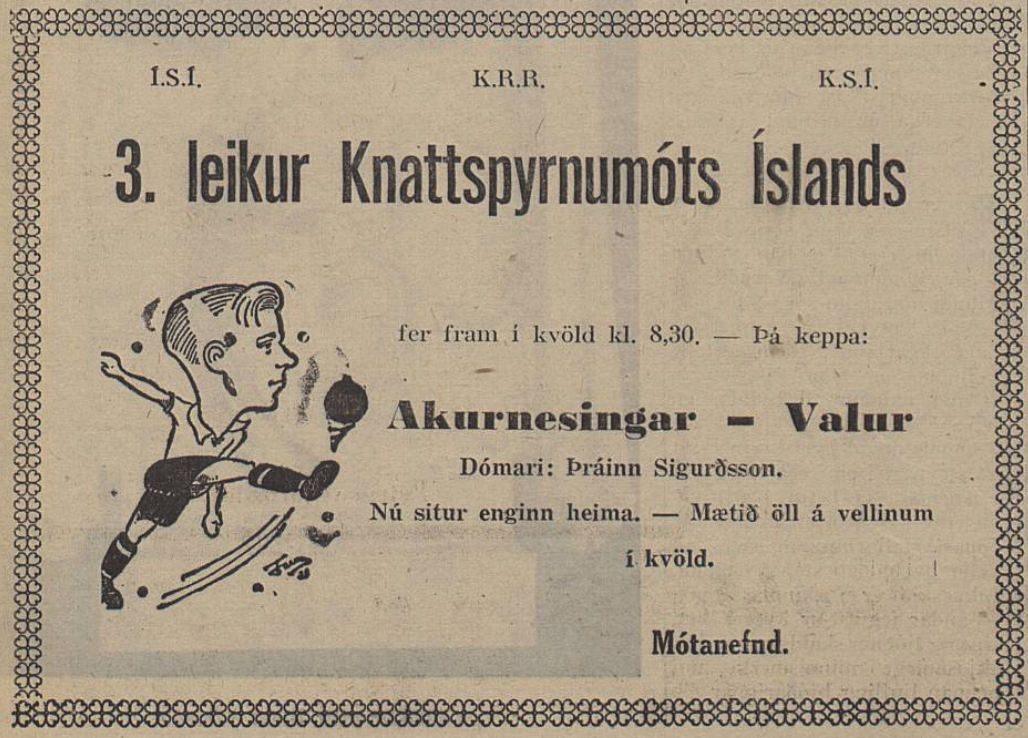 Í.S.Í. K.R.R. K.S.Í.
3. leikur Knattspyrnumóts Íslands
fer fram í kvöld kl. 8,30. — Þá keppa:
Akurnesingar — Valur
Dómari: Þráinn Sigurðsson.
Nú situr enginn heima. — Mætið öll á vellinum
í kvöld.
Mótanefnd.